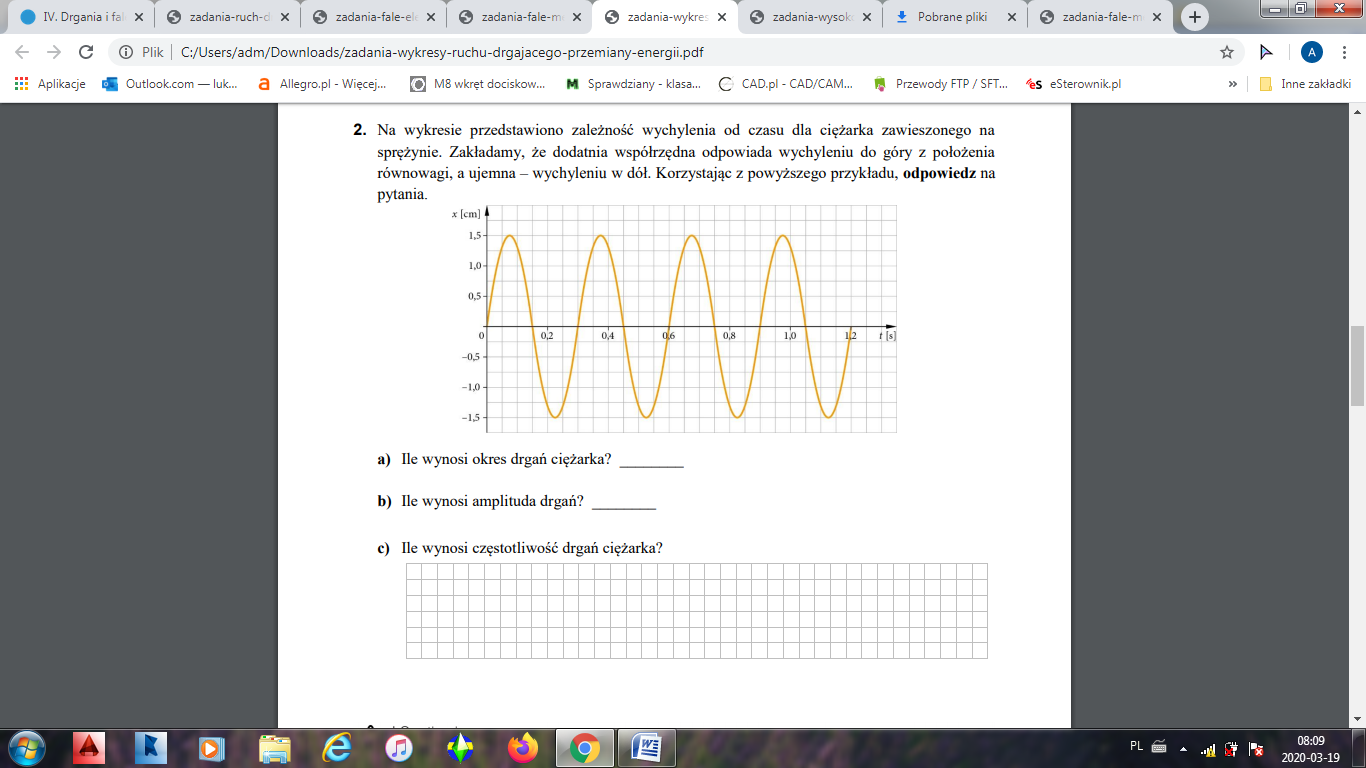 IV. Drgania i fal
zadania-ruch-d
zadania-fale-ele
zadania-fale-me
zadania-wykres
zadania-wysoko
Pobrane pliki
zadania-fale-m
Plik
C:/Users/adm/Downloads/zadania-wykresy-ruchu-drgajacego-przemiany-energii.pdf
A
Aplikacje
Outlook.com — luk...
Allegro.pl - Więcej...
M8 wkręt dociskow...
Sprawdziany - klasa...
CAD.pl - CAD/CAM...
Przewody FTP / SFT...
eSterownik.pl
»
Inne zakładki
2. Na wykresie przedstawiono zależność wychylenia od czasu dla ciężarka zawieszonego na
sprężynie. Zakładamy, że dodatnia współrzędna odpowiada wychyleniu do góry z położenia
równowagi, a ujemna – wychyleniu w dół. Korzystając z powyższego przykładu, odpowiedz na
pytania.
x [cm]
1,5
1,0
0,5
0
0,2
0,4
0,6
0,8
1,0
1,2
t [s]
–0,5
–1,0
–1,5
a) Ile wynosi okres drgań ciężarka? ________
b) Ile wynosi amplituda drgań? ________
c) Ile wynosi częstotliwość drgań ciężarka?
PL
08:09
2020-03-19